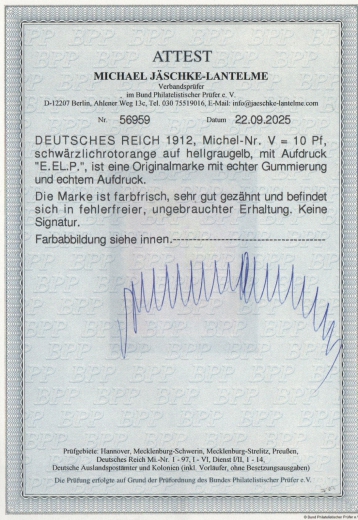 ATTEST
MICHAEL JÄSCHKE-LANTELME
Verbandsprüfer
im Bund Philatelistischer Prüfer e. V.
D-12207 Berlin, Ahlener Weg 13c, Tel. 030 75519016, E-Mail: info@jaeschke-lantelme.com
Nr. 56959 Datum 22.09.2025
DEUTSCHES REICH 1912, Michel-Nr. V = 10 Pf,
schwärzlichrotorange auf hellgraugelb, mit Aufdruck
"E.EL.P.", ist eine Originalmarke mit echter Gummierung
und echtem Aufdruck.
Die Marke ist farbfrisch, sehr gut gezähnt und befindet
sich in fehlerfreier, ungebrauchter Erhaltung. Keine
Signatur.
Farbabbildung siehe innen.------------------------------------
Prüfgebiete: Hannover, Mecklenburg-Schwerin, Mecklenburg-Strelitz, Preußen,
Deutsches Reich Mi.-Nr. 1 - 97, I - VI, Dienst I/II, 1 - 14,
Deutsche Auslandspostämter und Kolonien (inkl. Vorläufer, ohne Besetzungsausgaben)
Die Prüfung erfolgte auf Grund der Prüfordnung des Bundes Philatelistischer Prüfer e.V.
© Bund Philatelistischer Prüfer e.V.